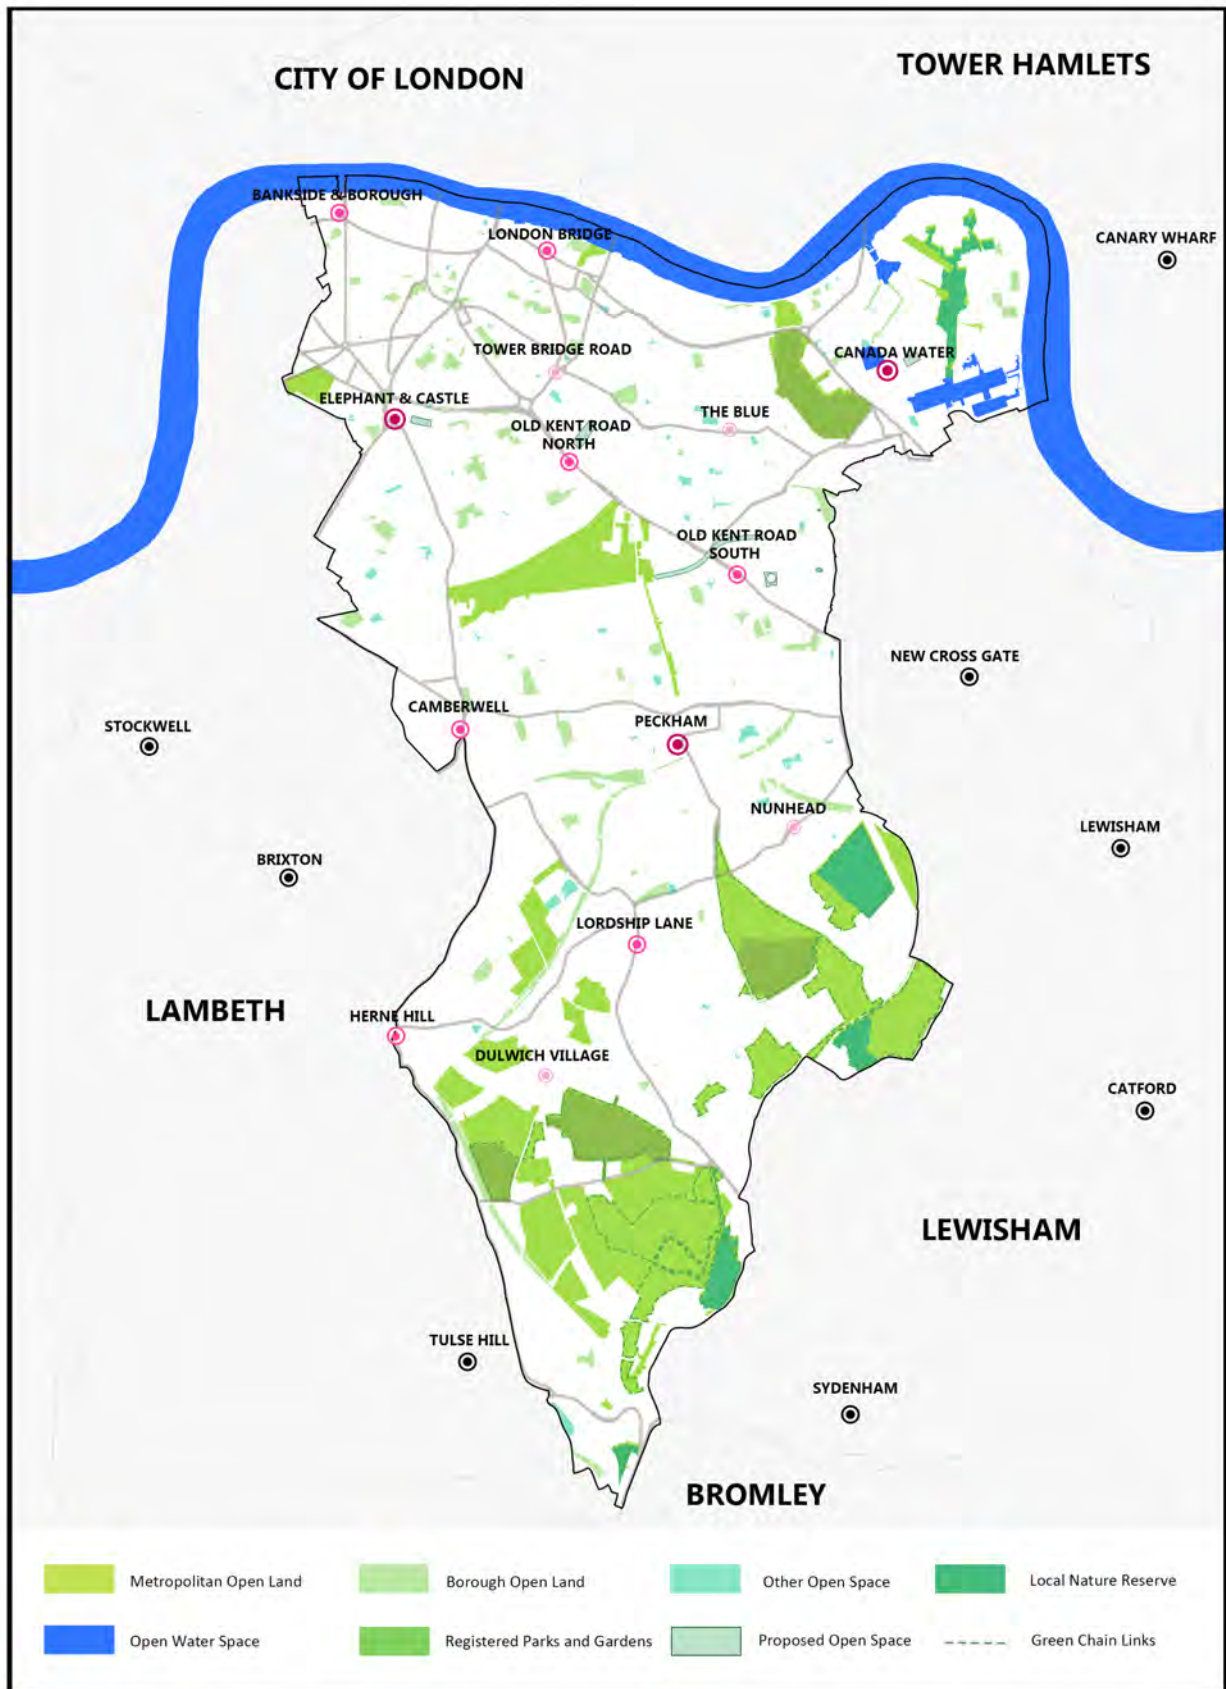 CITY OF LONDON
TOWER HAMLETS
BANKSIDE & BOROUGH
LONDON BRIDGE
CANARY WHARF
TOWER BRIDGE ROAD
CANADA WATER
ELEPHANT & CASTLE
THE BLUE
OLD KENT ROAD
NORTH
OLD KENT ROAD
SOUTH
NEW CROSS GATE
CAMBERWELL
PECKHAM
STOCKWELL
NUNHEAD
LEWISHAM
BRIXTON
LORDSHIP LANE
LAMBETH
HERNE HILL
DULWICH VILLAGE
CATFORD
LEWISHAM
TULSE HILL
SYDENHAM
BROMLEY
Metropolitan Open Land
Borough Open Land
Other Open Space
Local Nature Reserve
Open Water Space
Registered Parks and Gardens
Proposed Open Space
Green Chain Links